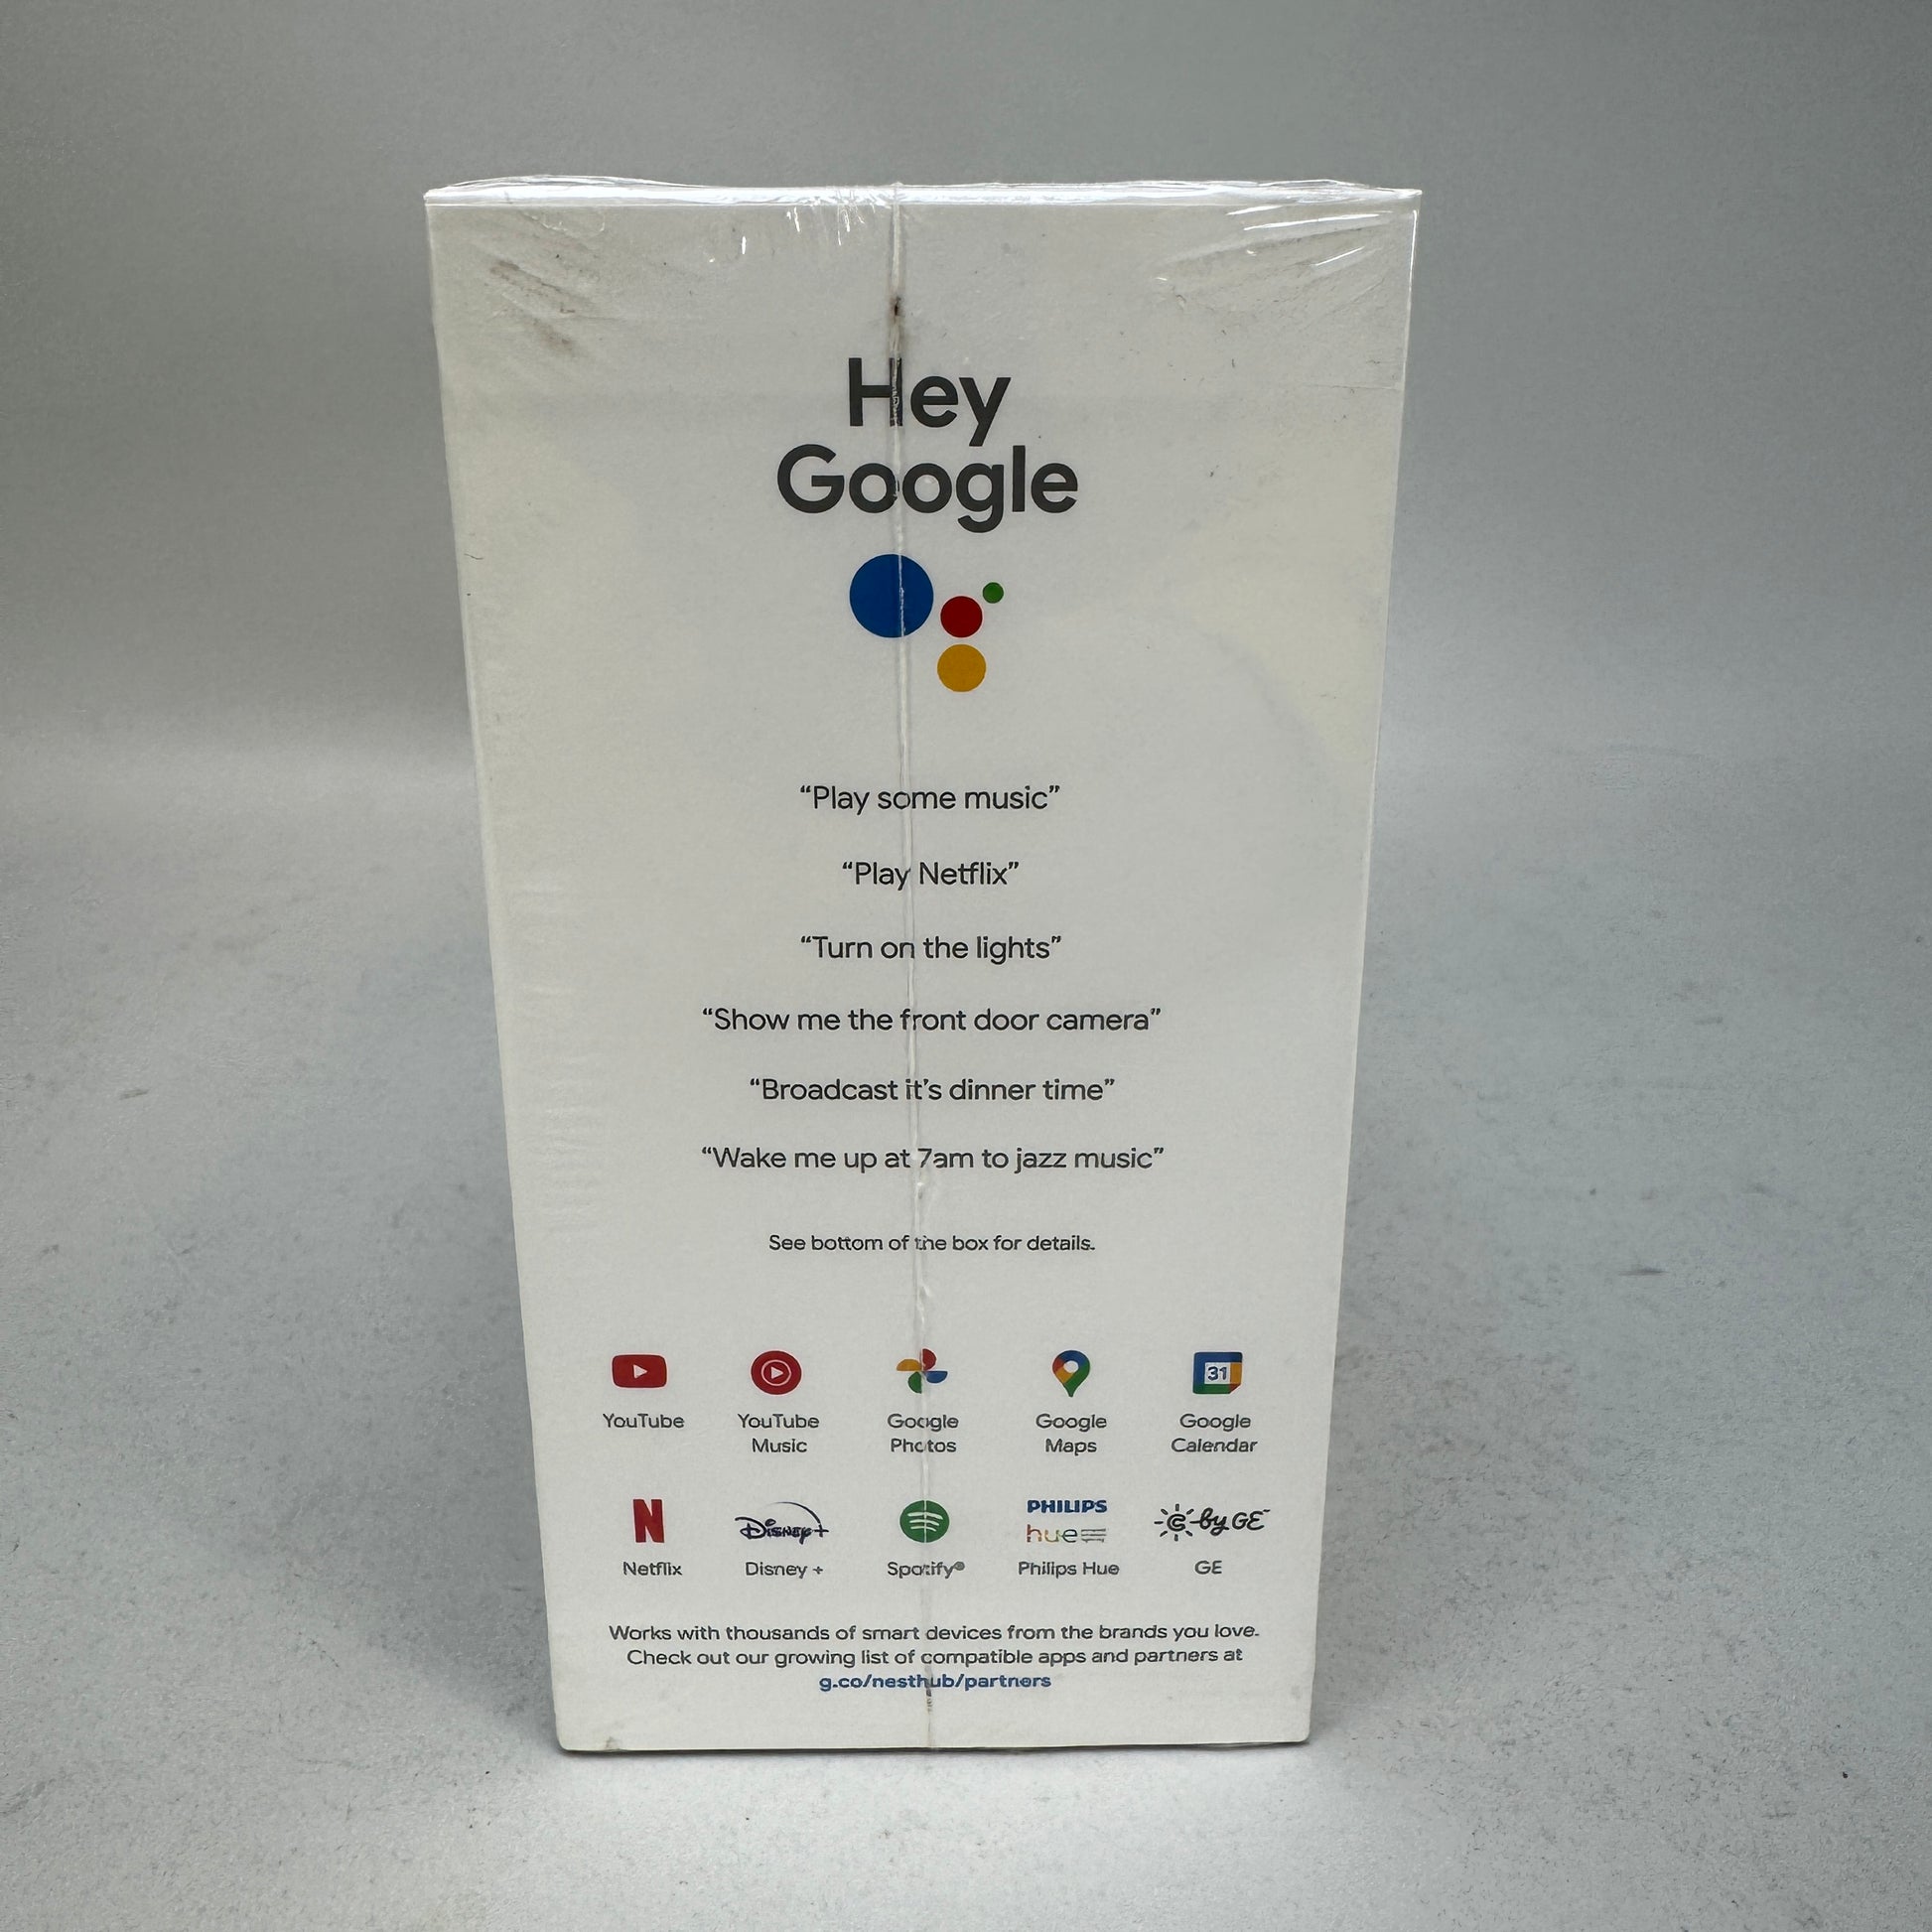 Hey
Google
“Play some music”
“Play Netflix”
“Turn on the lights”
“Show me the front door camera”
“Broadcast it’s dinner time”
“Wake me up at 7am to jazz music”
See bottom of the box for details.
31
YouTube
YouTube
Music
Google
Photos
Google
Maps
Google
Calendar
N
Disney+
PHILIPS
hue
C by GE
Netflix
Disney +
Spotify®
Philips Hue
GE
Works with thousands of smart devices from the brands you love.
Check out our growing list of compatible apps and partners at
g.co/nesthub/partners